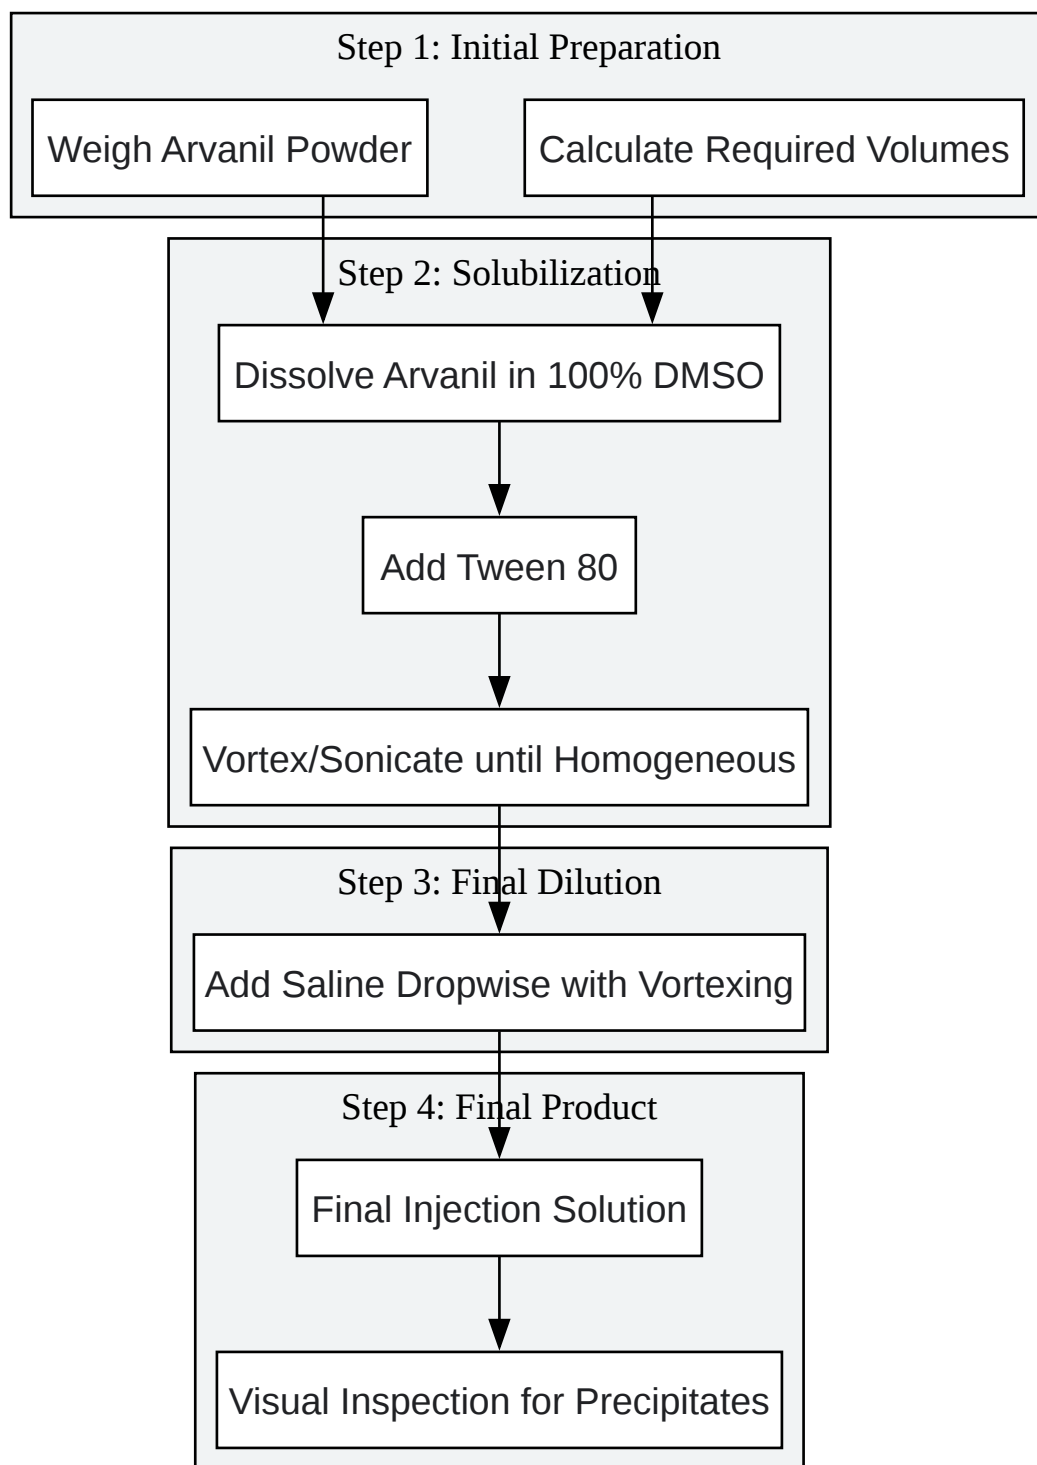 Step 1: Initial Preparation
Weigh Arvanil Powder
Calculate Required Volumes
Step 2: Solubilization
Dissolve Arvanil in 100% DMSO
Add Tween 80
Vortex/Sonicate until Homogeneous
Step 3: Final Dilution
Add Saline Dropwise with Vortexing
Step 4: Final Product
Final Injection Solution
Visual Inspection for Precipitates